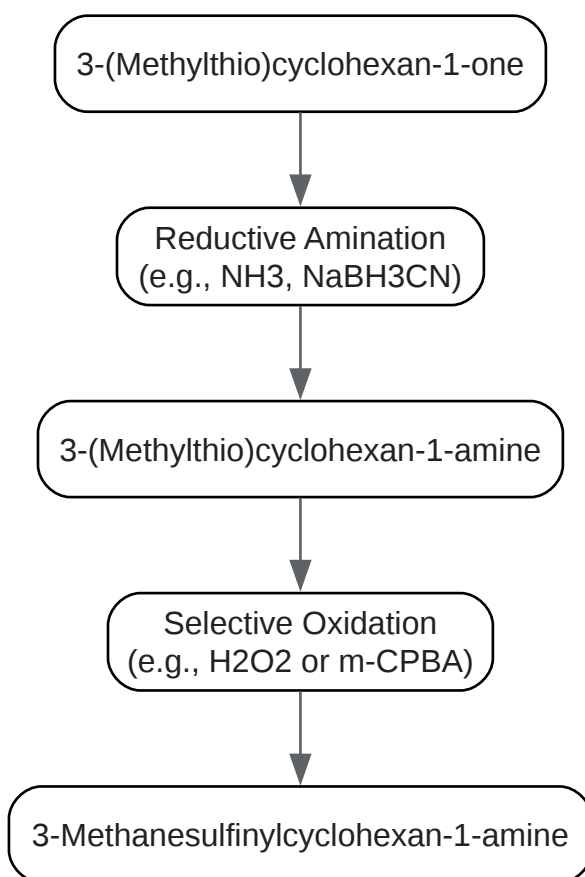 3-(Methylthio)cyclohexan-1-one
Reductive Amination
(e.g., NH3, NaBH3CN)
3-(Methylthio)cyclohexan-1-amine
Selective Oxidation
(e.g., H2O2 or m-CPBA)
3-Methanesulfinylcyclohexan-1-amine